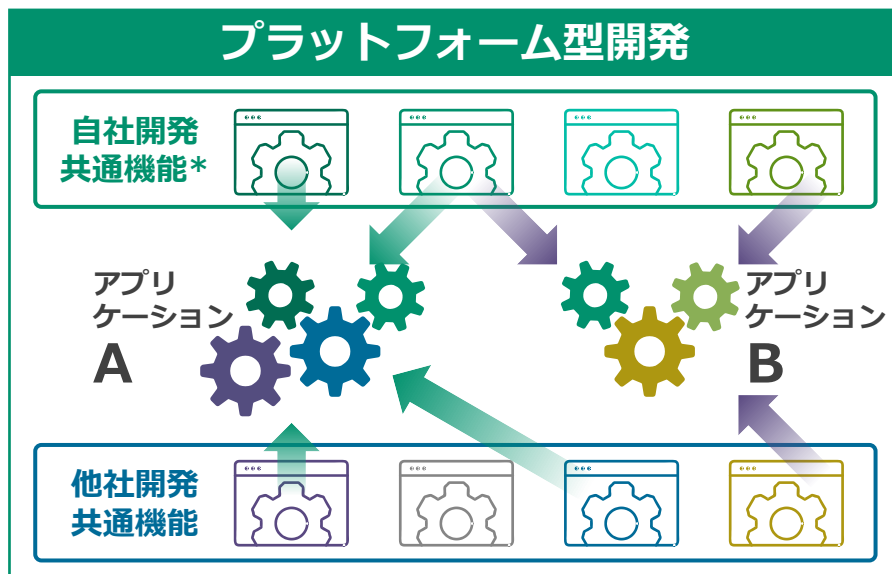 プラットフォーム型開発
自社開発
共通機能*
アプリ
ケーション
A
アプリ
ケーション
B
他社開発
共通機能